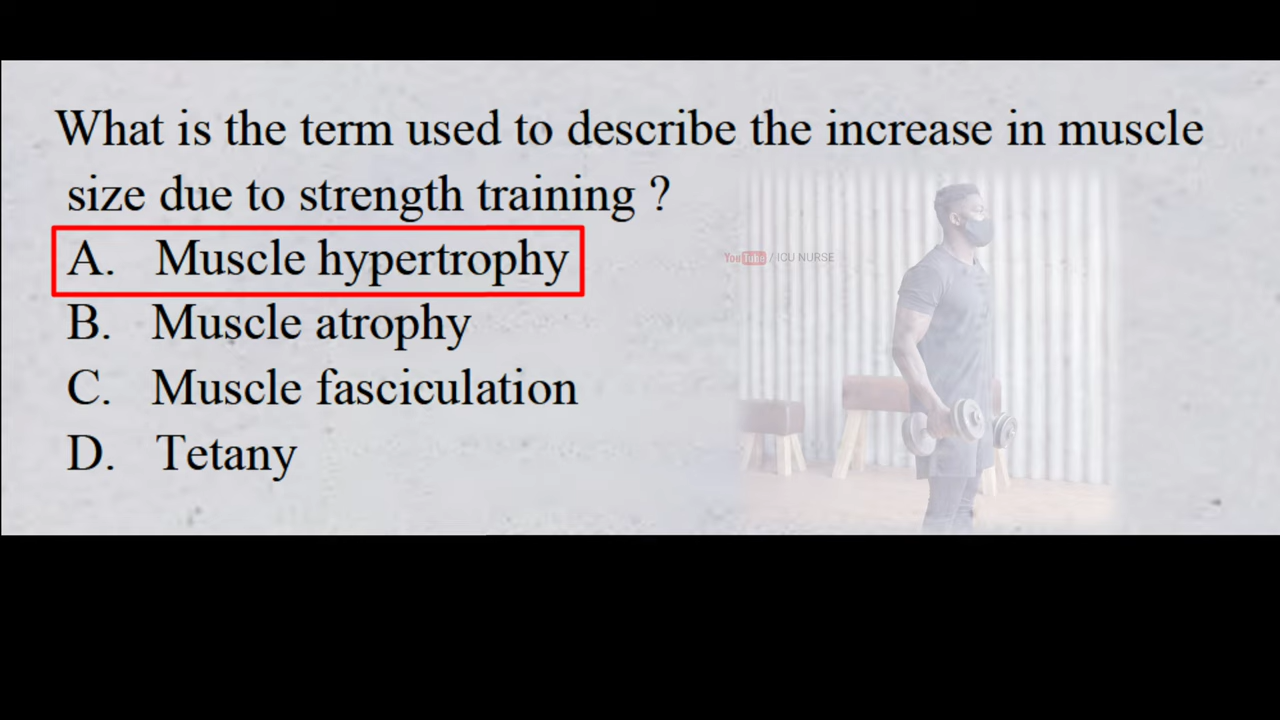 What is the term used to describe the increase in muscle
size due to strength training ?
A. Muscle hypertrophy
YouTube / ICU NURSE
B. Muscle atrophy
C. Muscle fasciculation
D. Tetany